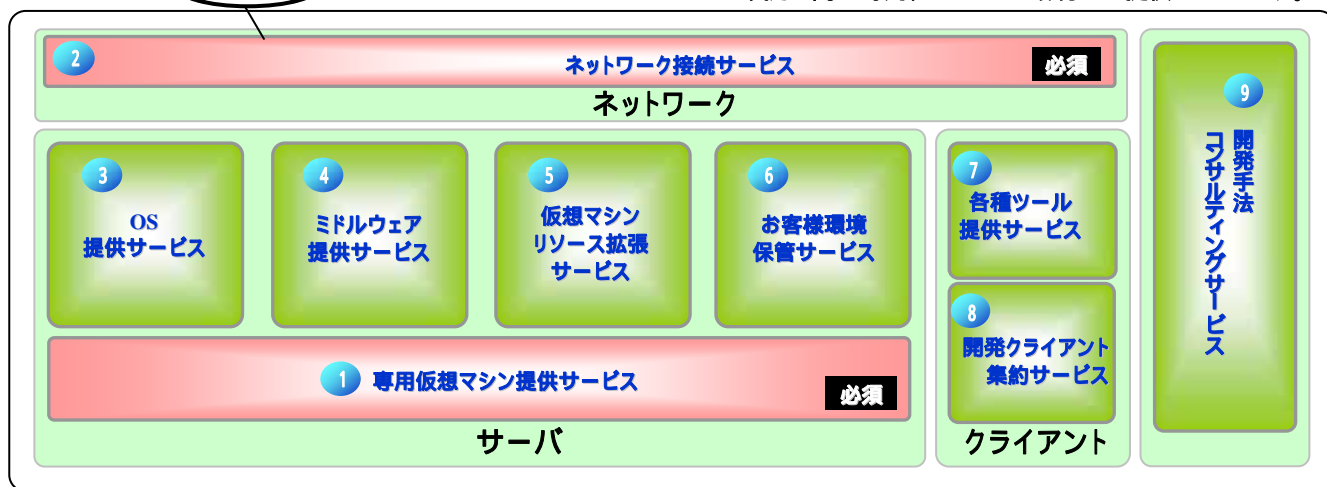 2
ネットワーク接続サービス
必須
ネットワーク
3
OS
提供サービス
4
ミドルウェア
提供サービス
5
仮想マシン
リソース拡張
サービス
6
お客様環境
保管サービス
1
専用仮想マシン提供サービス
必須
サーバ
7
各種ツール
提供サービス
8
開発クライアント
集約サービス
クライアント
9
開発手法
コンサルティングサービス